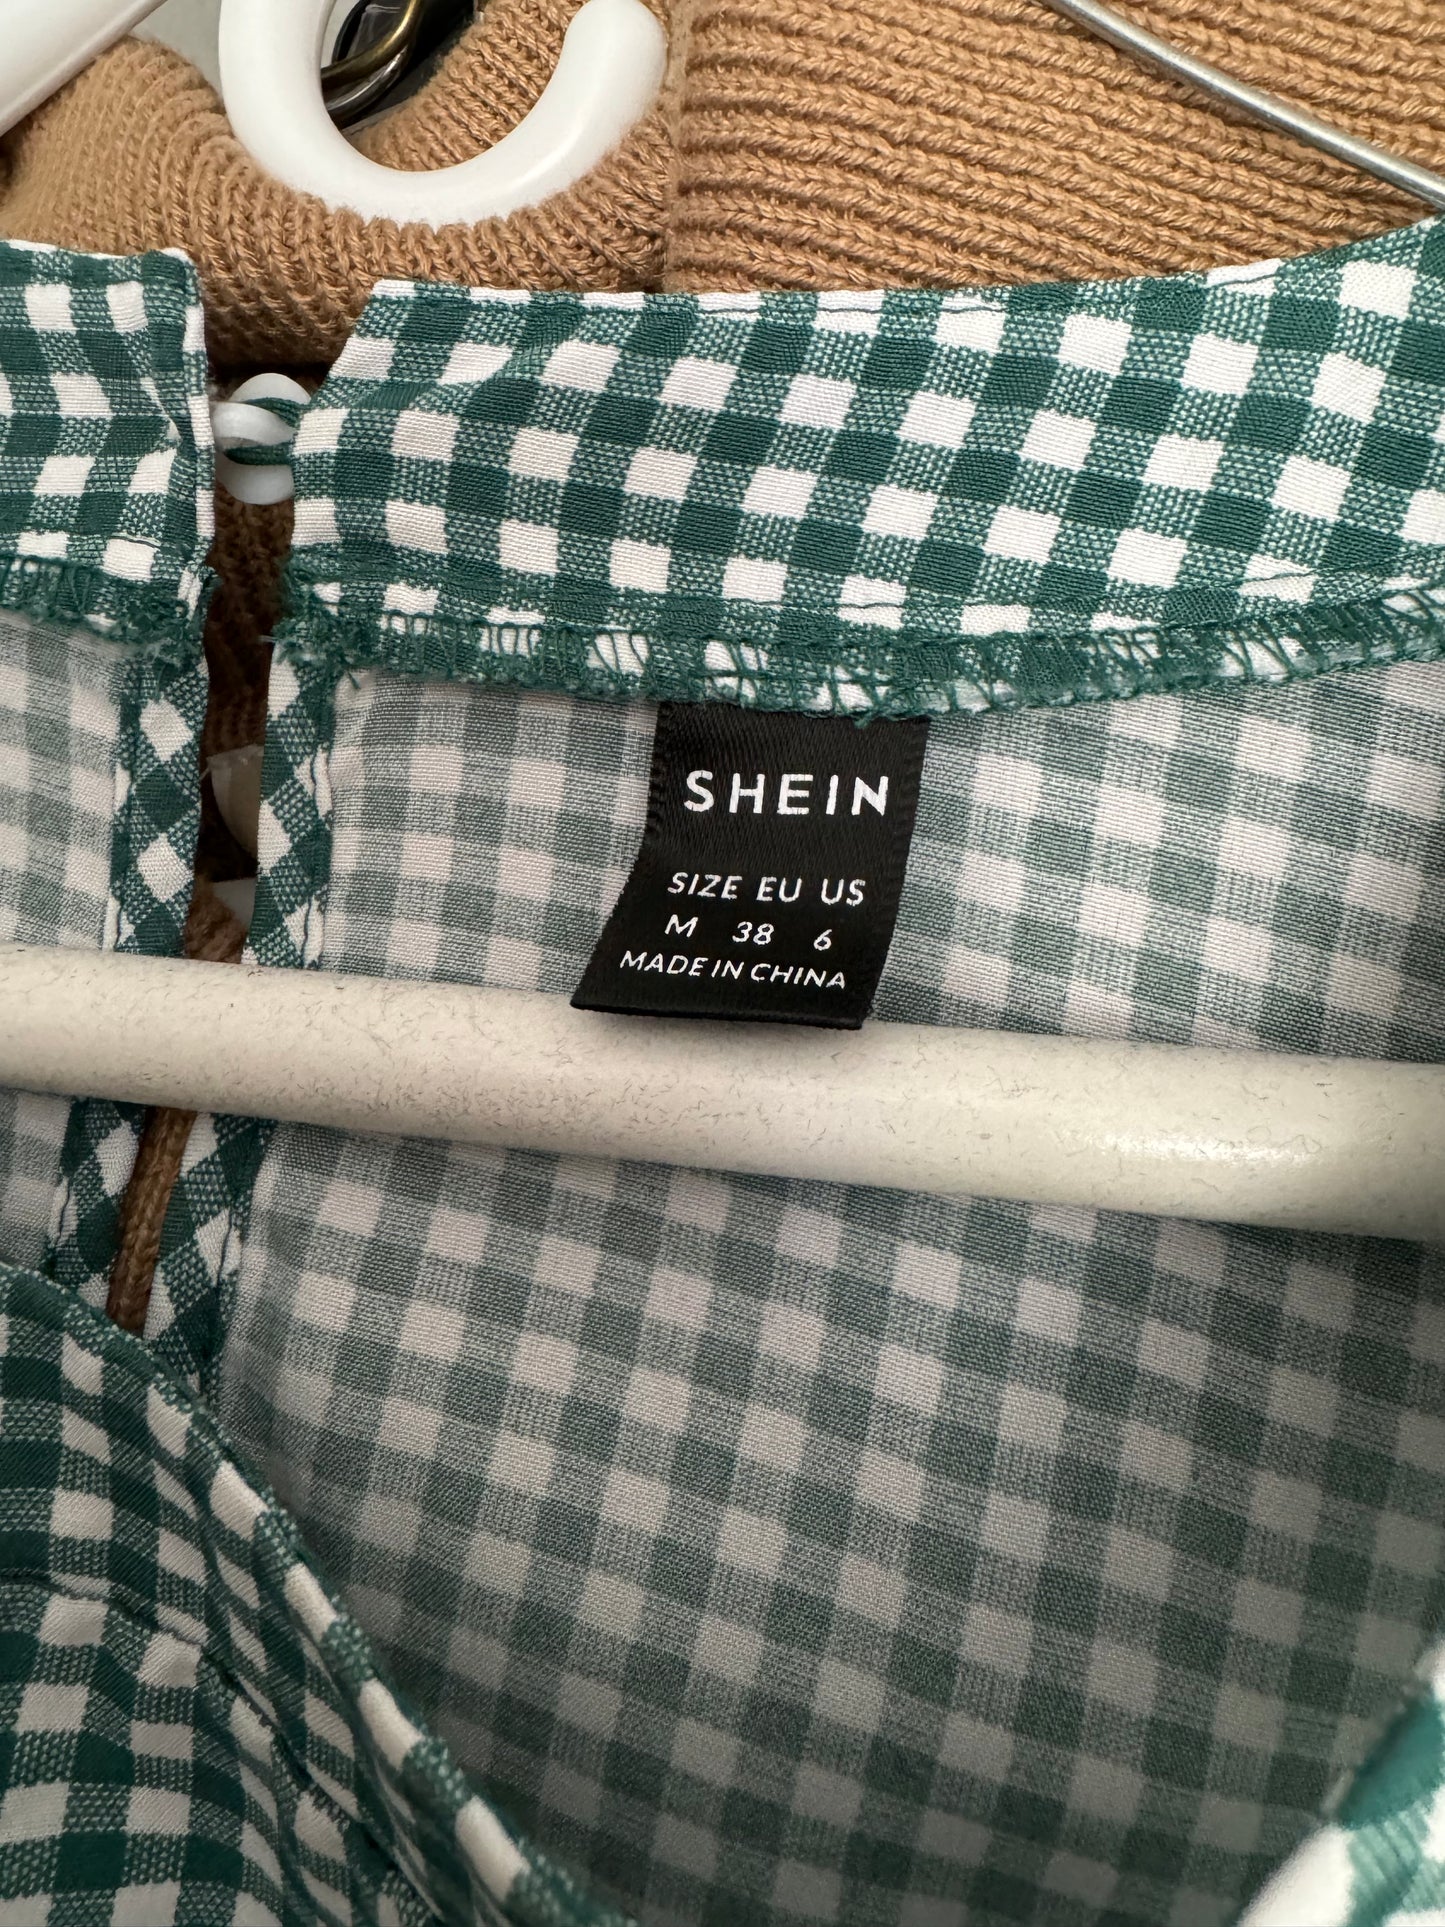 SHEIN
SIZE EU US
M 38 6
MADE IN CHINA